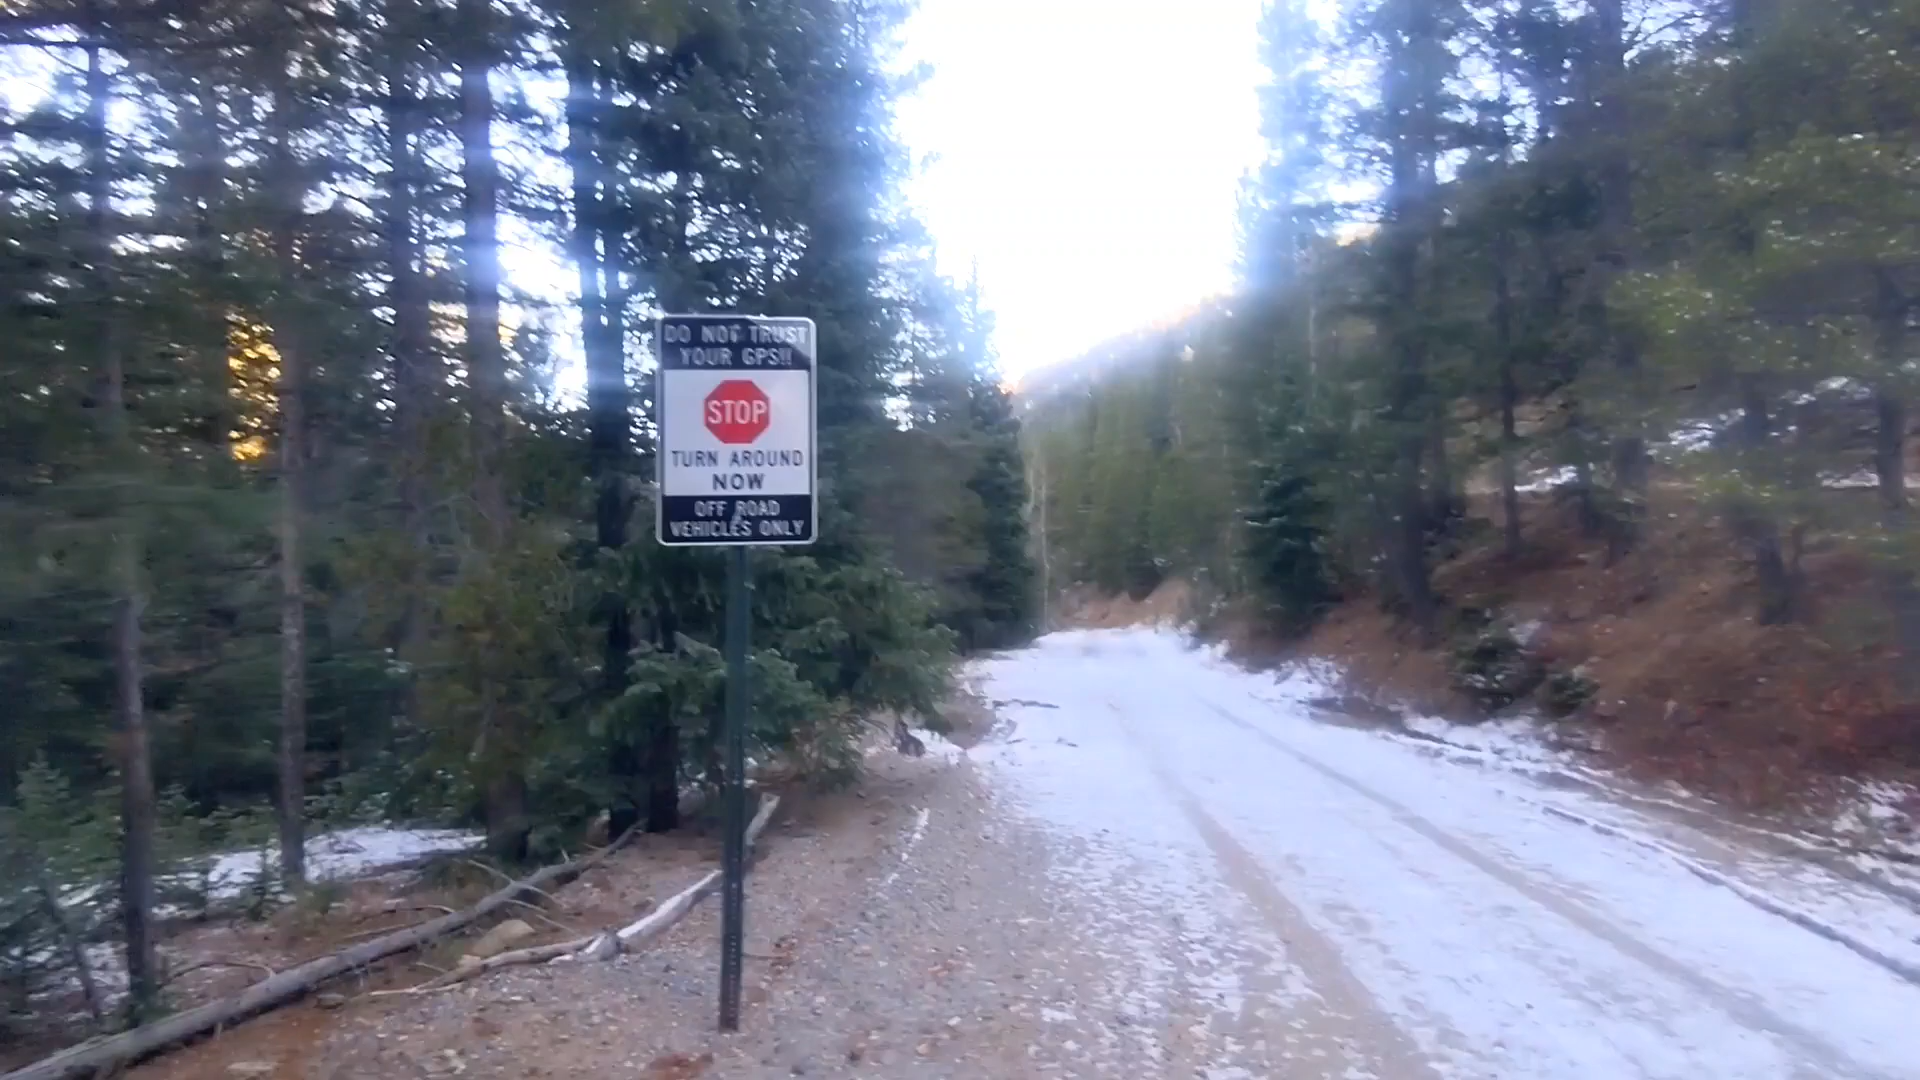 DO NOT TRUST
YOUR GPS!!
STOP
TURN AROUND
NOW
OFF ROAD
VEHICLES ONLY